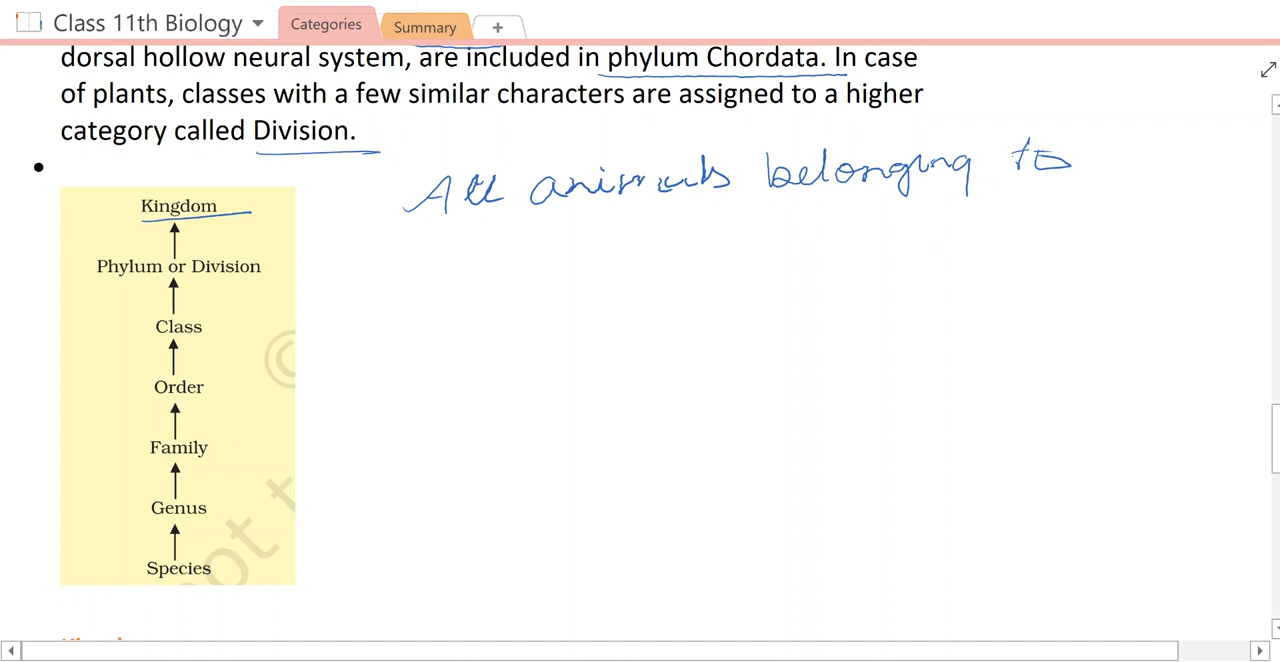 Class 11th Biology
Categories
Summary
dorsal hollow neural system, are included in phylum Chordata. In case
of plants, classes with a few similar characters are assigned to a higher
category called Division.
All animals belonging to
Kingdom
Phylum or Division
Class
Order
Family
Genus
Species
©
not t